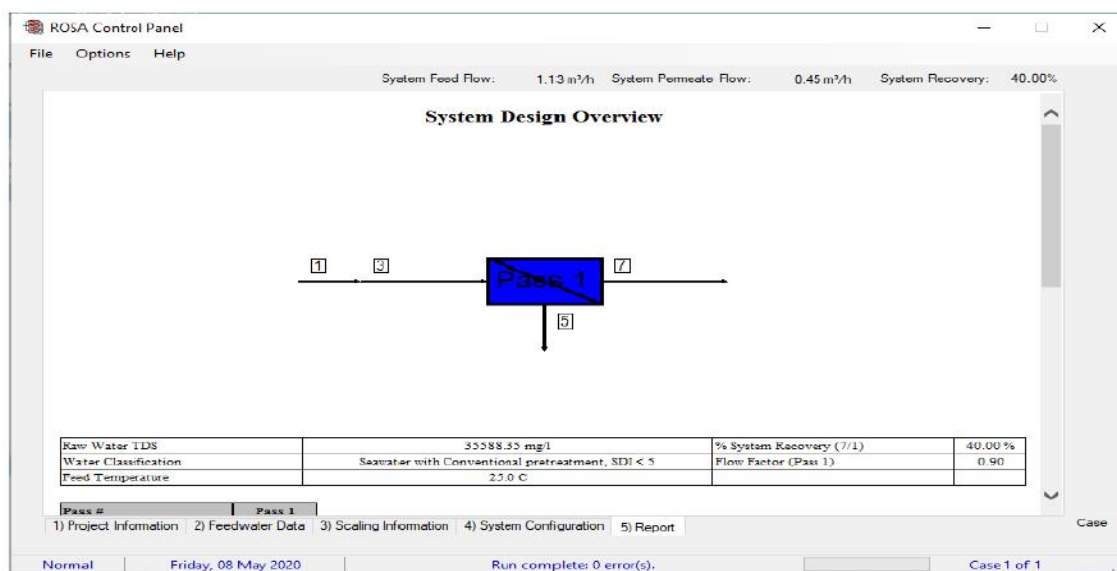 ROSA Control Panel
File Options Help
System Feed Flow: 1.13 m³/h System Permeate Flow: 0.45 m³/h System Recovery: 40.00%
System Design Overview
1 3 Pass 1 7
5
Raw Water TDS 35588.35 mg/l % System Recovery (7/1) 40.00 %
Water Classification Seawater with Conventional pretreatment, SDI < 5 Flow Factor (Pass 1) 0.90
Feed Temperature 25.0 C
Pass # Pass 1
1) Project Information 2) Feedwater Data 3) Scaling Information 4) System Configuration 5) Report Case
Normal Friday, 08 May 2020 Run complete: 0 error(s). Case 1 of 1